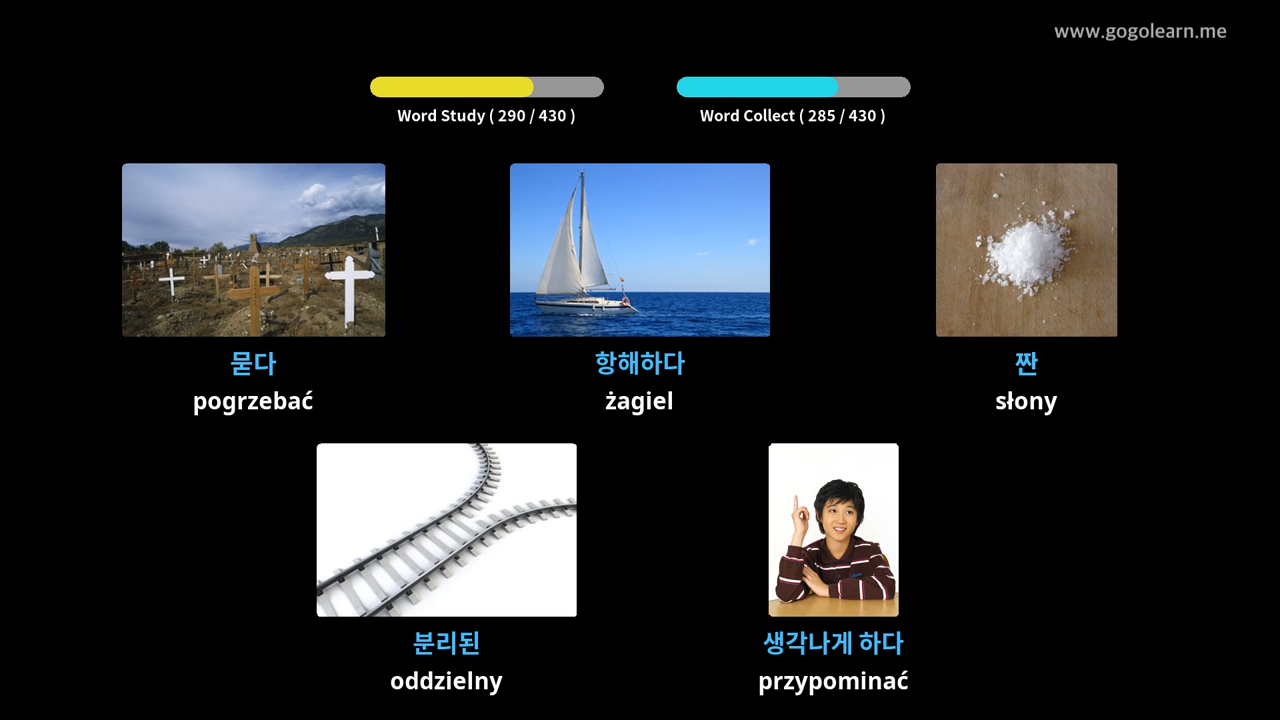 www.gogolearn.me
Word Study ( 290 / 430 )
Word Collect ( 285 / 430 )
묻다
pogrzebać
항해하다
żagiel
짠
słony
분리된
oddzielny
생각나게 하다
przypominać